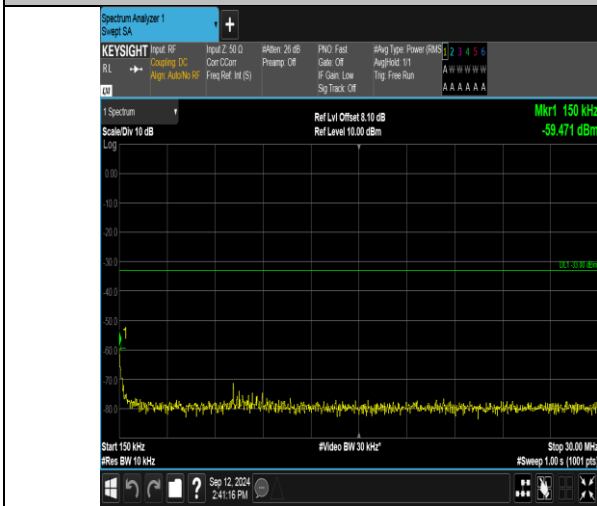 Spectrum Analyzer 1
Swept SA
+
KEYSIGHT
RL
Input: RF
Coupling: DC
Align: Auto/No RF
Input Z: 50 Ω
Corr CCorr
Freq Ref: Int (S)
#Atten: 26 dB
Preamp: Off
PNO: Fast
Gate: Off
IF Gain: Low
Sig Track: Off
#Avg Type: Power (RMS
Avg|Hold: 1/1
Trig: Free Run
1 2 3 4 5 6
A W W W W W
A A A A A A
1 Spectrum
Scale/Div 10 dB
Log
Ref Lvl Offset 8.10 dB
Ref Level 10.00 dBm
Mkr1 150 kHz
-59.471 dBm
0.00
-10.0
-20.0
-30.0
DL1 -33.00 dBm
-40.0
-50.0
1
-60.0
-70.0
-80.0
Start 150 kHz
#Res BW 10 kHz
#Video BW 30 kHz*
Stop 30.00 MHz
#Sweep 1.00 s (1001 pts)
?
Sep 12, 2024
2:41:16 PM